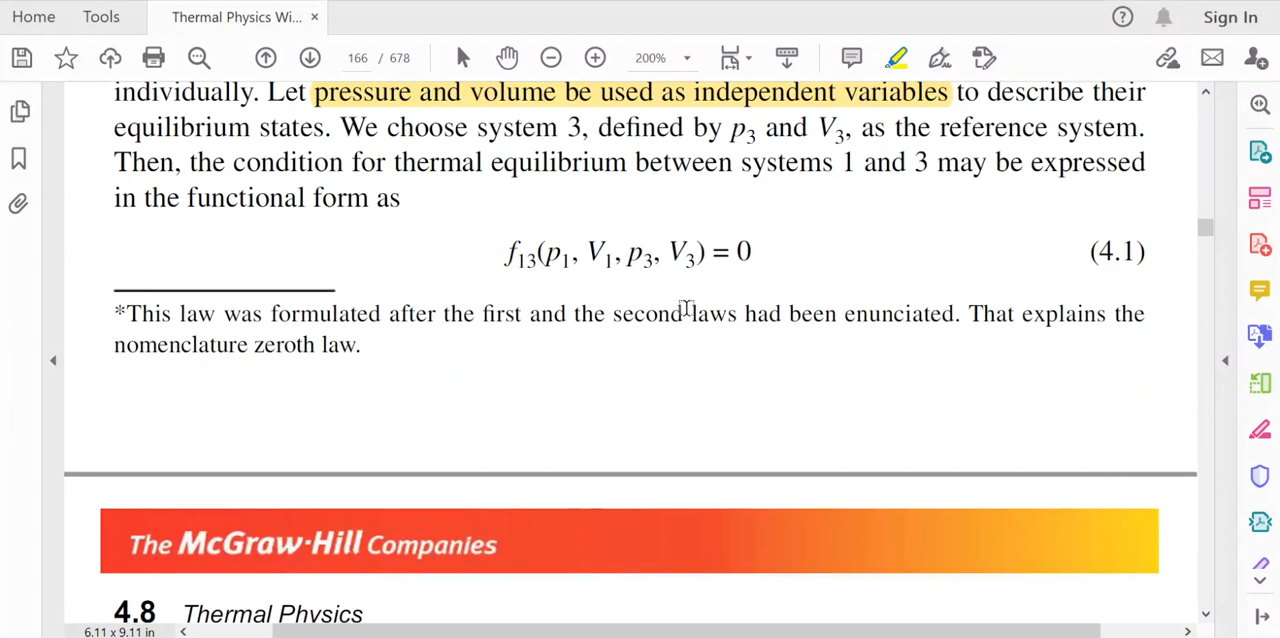 Home Tools Thermal Physics Wi... × Sign In
166 / 678 200%
individually. Let pressure and volume be used as independent variables to describe their
equilibrium states. We choose system 3, defined by p₃ and V₃, as the reference system.
Then, the condition for thermal equilibrium between systems 1 and 3 may be expressed
in the functional form as
f₁₃(p₁, V₁, p₃, V₃) = 0 (4.1)
*This law was formulated after the first and the second laws had been enunciated. That explains the
nomenclature zeroth law.
The McGraw·Hill Companies
4.8 Thermal Physics
6.11 x 9.11 in